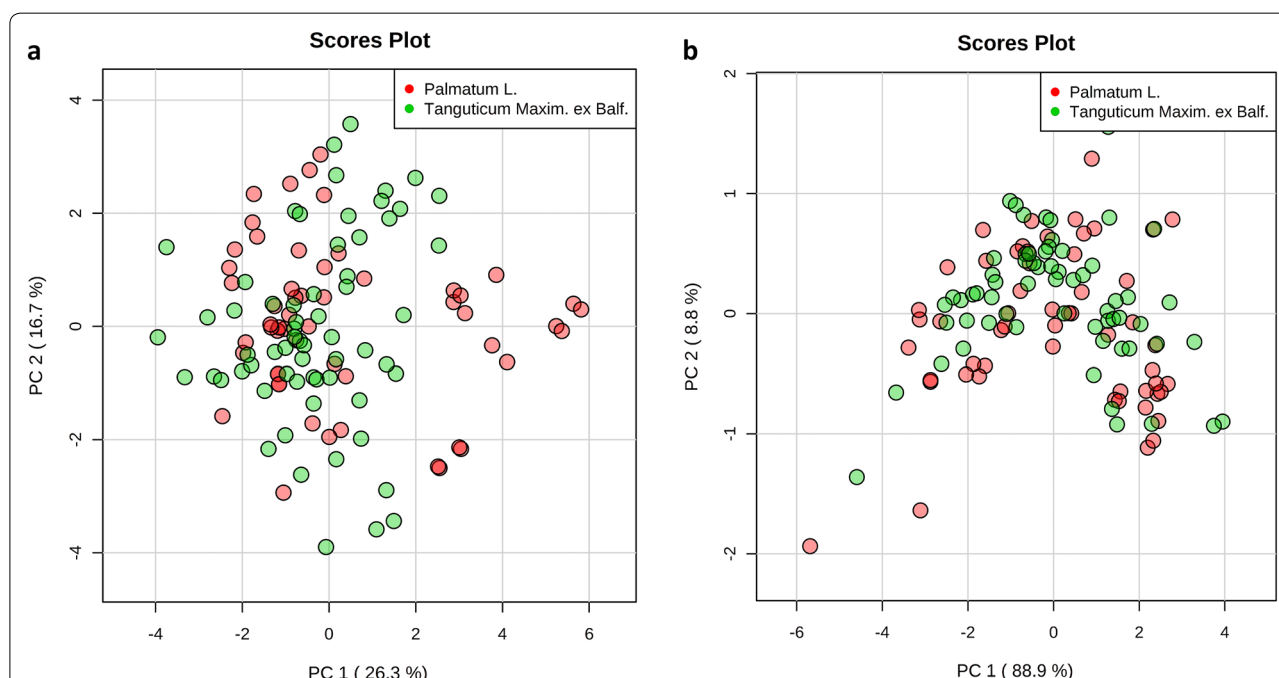 a
Scores Plot
Palmatum L.
Tanguticum Maxim. ex Balf.
4
2
0
-2
-4
PC 2 ( 16.7 %)
-4
-2
0
2
4
6
PC 1 ( 26.3 %)
b
Scores Plot
Palmatum L.
Tanguticum Maxim. ex Balf.
2
1
0
-1
-2
PC 2 ( 8.8 %)
-6
-4
-2
0
2
4
PC 1 ( 88.9 %)